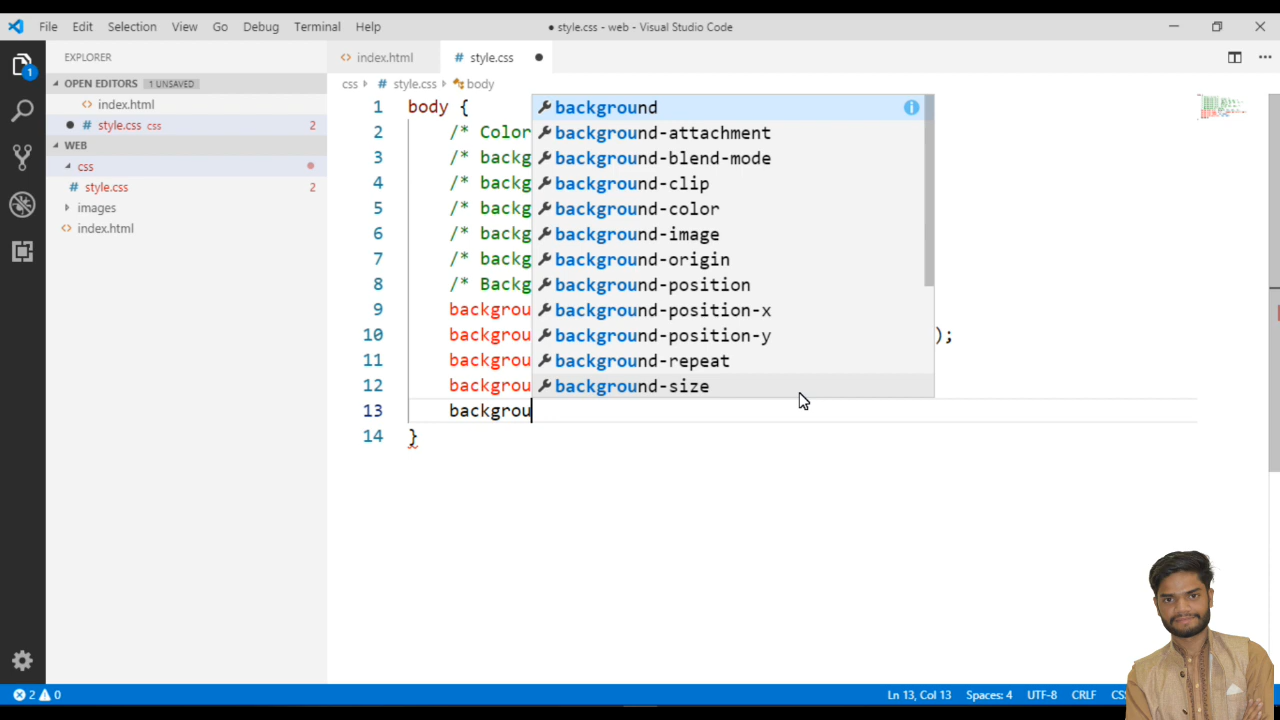 File Edit Selection View Go Debug Terminal Help ● style.css - web - Visual Studio Code
EXPLORER
OPEN EDITORS 1 UNSAVED
<> index.html
● # style.css css 2
WEB
css
# style.css 2
images
<> index.html
1
<> index.html # style.css ●
css # style.css body
1 body {
2 /* Color
3 /* backg
4 /* backg
5 /* backg
6 /* backg
7 /* backg
8 /* Backg
9 backgrou
10 backgrou );
11 backgrou
12 backgrou
13 backgrou
14 }
background
background-attachment
background-blend-mode
background-clip
background-color
background-image
background-origin
background-position
background-position-x
background-position-y
background-repeat
background-size
2 0 Ln 13, Col 13 Spaces: 4 UTF-8 CRLF